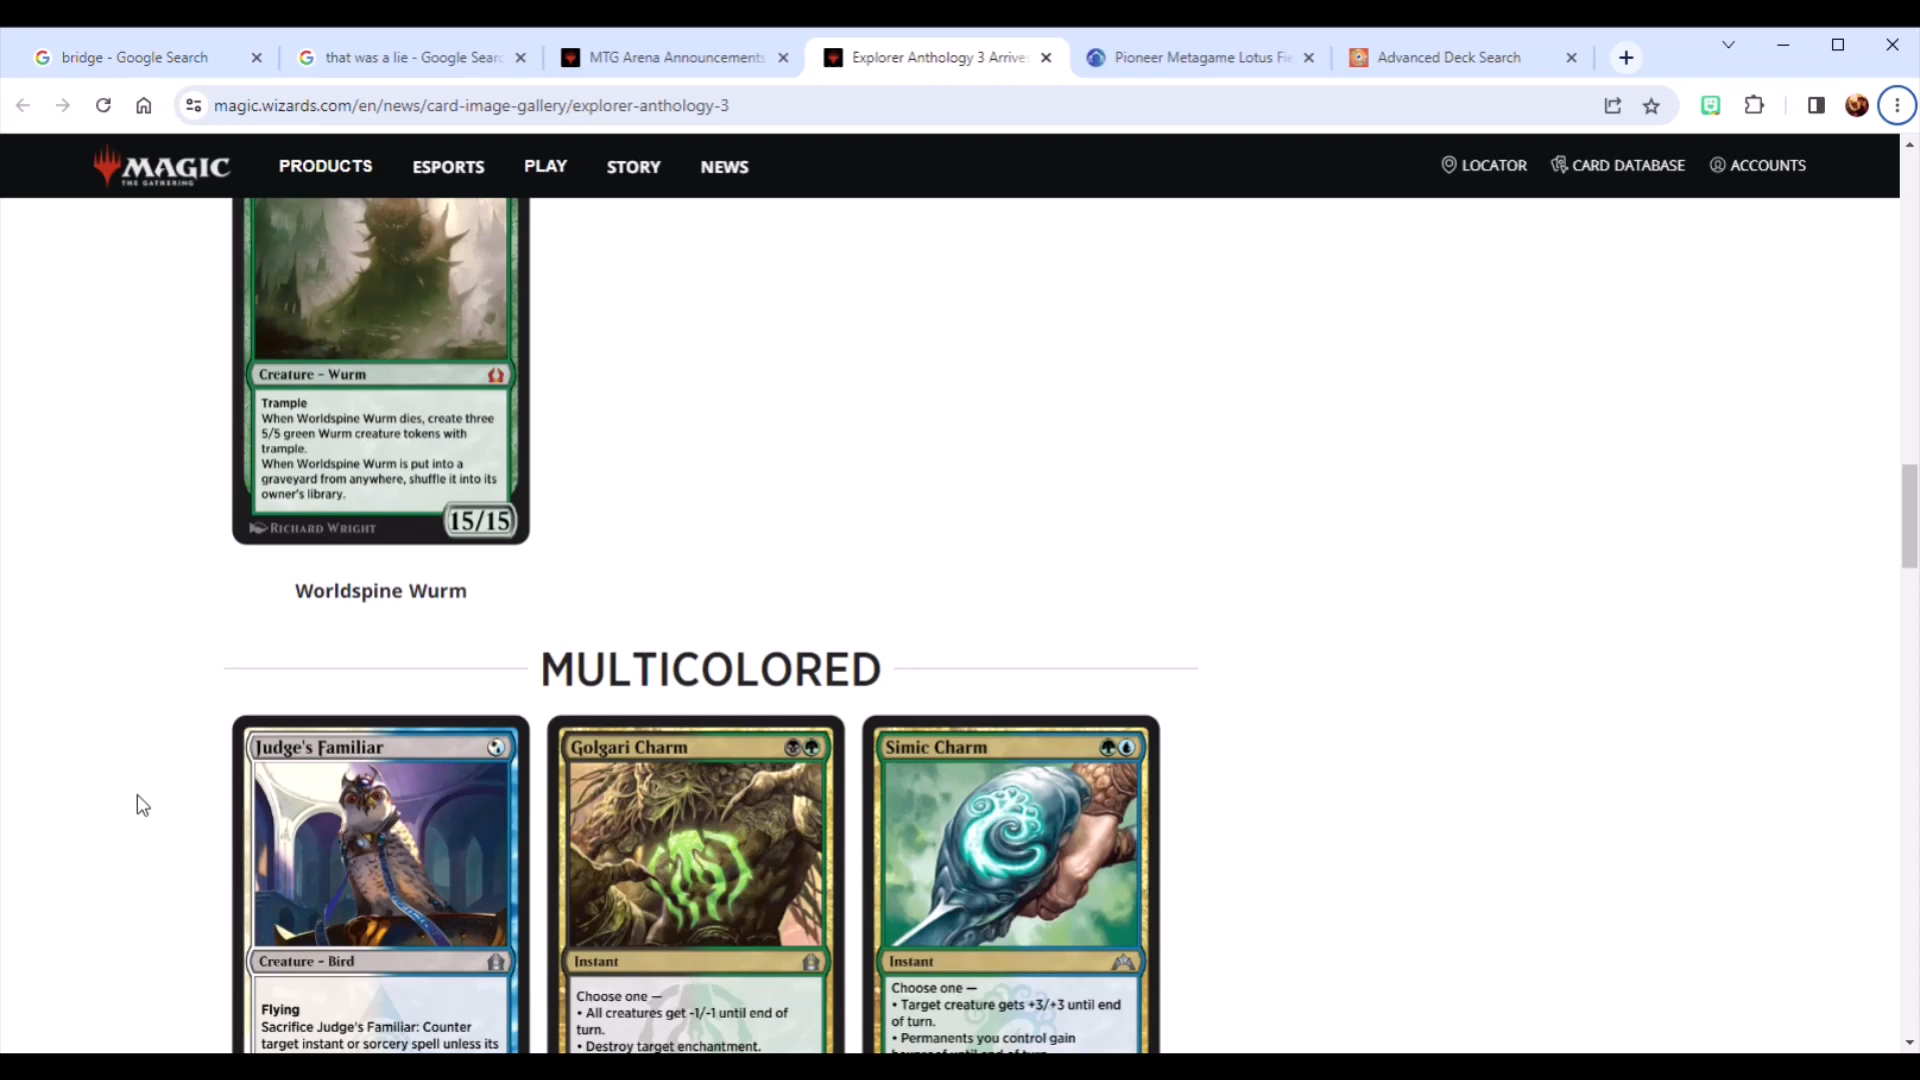 bridge - Google Search
that was a lie - Google Searc
MTG Arena Announcements
Explorer Anthology 3 Arrives
Pioneer Metagame Lotus Fie
Advanced Deck Search
magic.wizards.com/en/news/card-image-gallery/explorer-anthology-3
MAGIC
THE GATHERING
PRODUCTS
ESPORTS
PLAY
STORY
NEWS
LOCATOR
CARD DATABASE
ACCOUNTS
Creature – Wurm
Trample
When Worldspine Wurm dies, create three
5/5 green Wurm creature tokens with
trample.
When Worldspine Wurm is put into a
graveyard from anywhere, shuffle it into its
owner's library.
RICHARD WRIGHT
15/15
Worldspine Wurm
MULTICOLORED
Judge's Familiar
Creature – Bird
Flying
Sacrifice Judge's Familiar: Counter
target instant or sorcery spell unless its
Golgari Charm
Instant
Choose one —
• All creatures get -1/-1 until end of
turn.
• Destroy target enchantment.
Simic Charm
Instant
Choose one —
• Target creature gets +3/+3 until end
of turn.
• Permanents you control gain